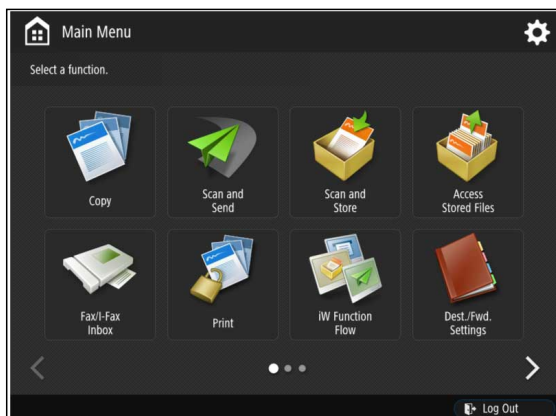 Main Menu
Select a function.
Copy
Scan and
Send
Scan and
Store
Access
Stored Files
Fax/I-Fax
Inbox
Print
iW Function
Flow
Dest./Fwd.
Settings
Log Out